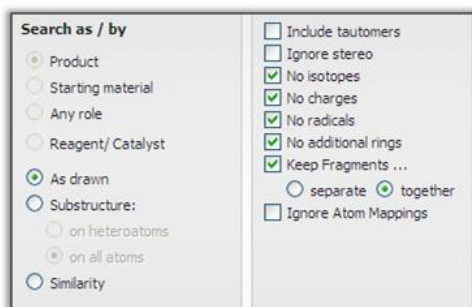 Search as / by
Product
Starting material
Any role
Reagent/ Catalyst
As drawn
Substructure:
on heteroatoms
on all atoms
Similarity
Include tautomers
Ignore stereo
No isotopes
No charges
No radicals
No additional rings
Keep Fragments ...
separate together
Ignore Atom Mappings